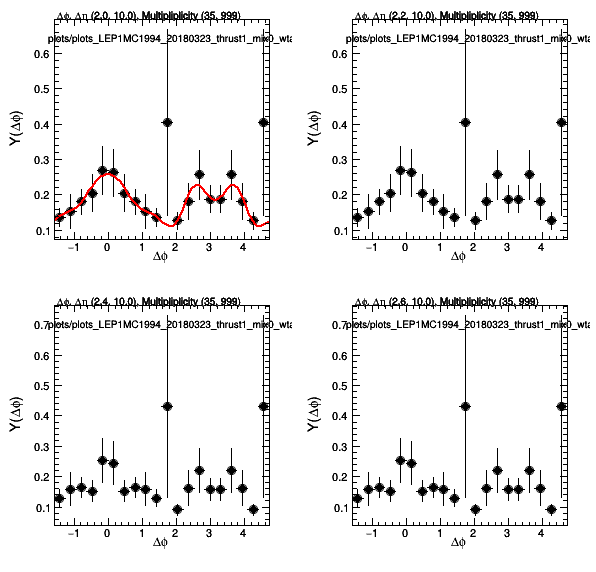 Δϕ, Δη (2.0, 10.0), Multipliplicity (35, 999)
plots/plots_LEP1MC1994_20180323_thrust1_mix0_wta
Y(Δϕ)
0.6
0.5
0.4
0.3
0.2
0.1
−1 0 1 2 3 4
Δϕ
Δϕ, Δη (2.2, 10.0), Multipliplicity (35, 999)
plots/plots_LEP1MC1994_20180323_thrust1_mix0_wta
Y(Δϕ)
0.6
0.5
0.4
0.3
0.2
0.1
−1 0 1 2 3 4
Δϕ
Δϕ, Δη (2.4, 10.0), Multipliplicity (35, 999)
plots/plots_LEP1MC1994_20180323_thrust1_mix0_wta
Y(Δϕ)
0.7
0.6
0.5
0.4
0.3
0.2
0.1
−1 0 1 2 3 4
Δϕ
Δϕ, Δη (2.6, 10.0), Multipliplicity (35, 999)
plots/plots_LEP1MC1994_20180323_thrust1_mix0_wta
Y(Δϕ)
0.7
0.6
0.5
0.4
0.3
0.2
0.1
−1 0 1 2 3 4
Δϕ